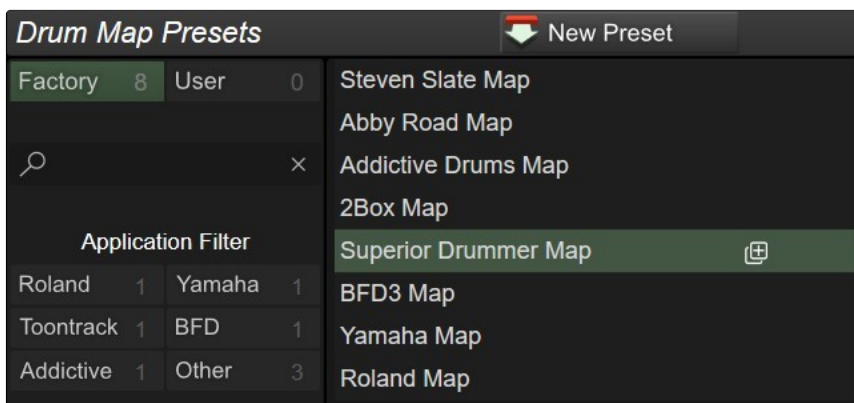 Drum Map Presets
New Preset
Factory 8 User 0
Application Filter
Roland 1 Yamaha 1
Toontrack 1 BFD 1
Addictive 1 Other 3
Steven Slate Map
Abby Road Map
Addictive Drums Map
2Box Map
Superior Drummer Map
BFD3 Map
Yamaha Map
Roland Map